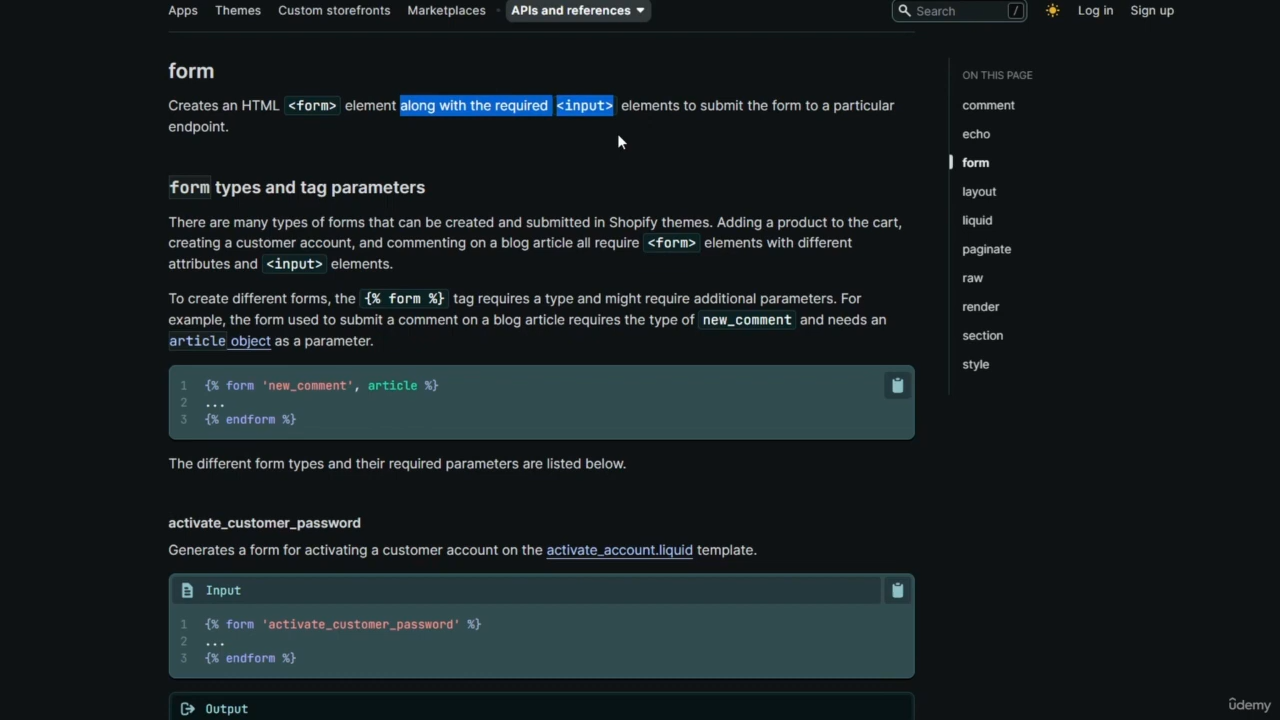 Apps Themes Custom storefronts Marketplaces APIs and references Search / Log in Sign up
form
Creates an HTML <form> element along with the required <input> elements to submit the form to a particular
endpoint.
form types and tag parameters
There are many types of forms that can be created and submitted in Shopify themes. Adding a product to the cart,
creating a customer account, and commenting on a blog article all require <form> elements with different
attributes and <input> elements.
To create different forms, the {% form %} tag requires a type and might require additional parameters. For
example, the form used to submit a comment on a blog article requires the type of new_comment and needs an
article object as a parameter.
1 {% form 'new_comment', article %}
2 ...
3 {% endform %}
The different form types and their required parameters are listed below.
activate_customer_password
Generates a form for activating a customer account on the activate_account.liquid template.
Input
1 {% form 'activate_customer_password' %}
2 ...
3 {% endform %}
Output
ON THIS PAGE
comment
echo
form
layout
liquid
paginate
raw
render
section
style
ûdemy